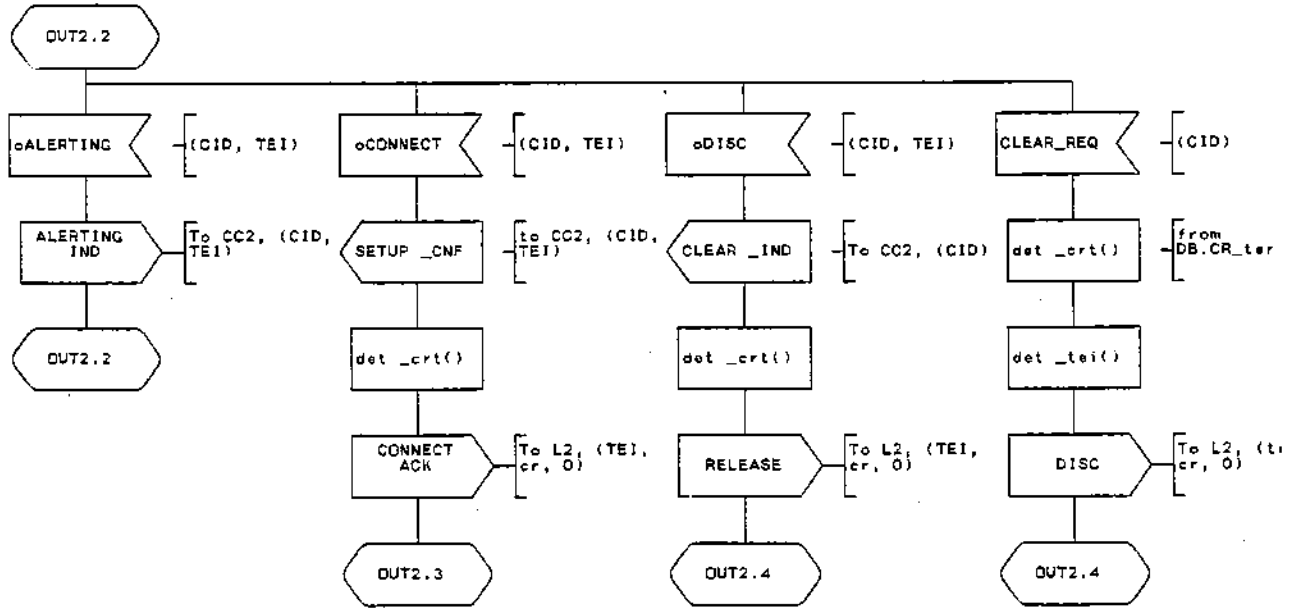 OUT2.2
oALERTING
(CID, TEI)
oCONNECT
(CID, TEI)
oDISC
(CID, TEI)
CLEAR_REQ
(CID)
ALERTING
IND
To CC2, (CID,
TEI)
SETUP _CNF
to CC2, (CID,
TEI)
CLEAR _IND
To CC2, (CID)
det _crt()
from
DB.CR_ter
OUT2.2
det _crt()
det _crt()
det _tei()
CONNECT
ACK
To L2, (TEI,
cr, 0)
RELEASE
To L2, (TEI,
cr, 0)
DISC
To L2,
cr, 0)
OUT2.3
OUT2.4
OUT2.4